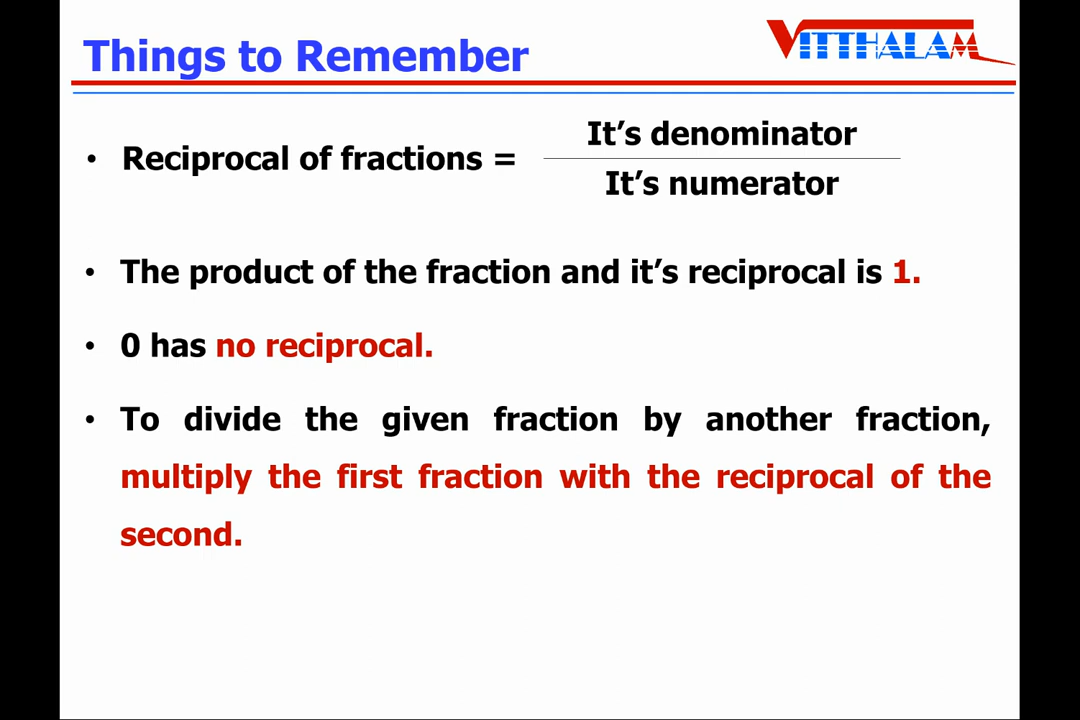 Things to Remember
VITTHALAM
• Reciprocal of fractions =
It’s denominator
It’s numerator
• The product of the fraction and it’s reciprocal is 1.
• 0 has no reciprocal.
• To divide the given fraction by another fraction,
multiply the first fraction with the reciprocal of the
second.